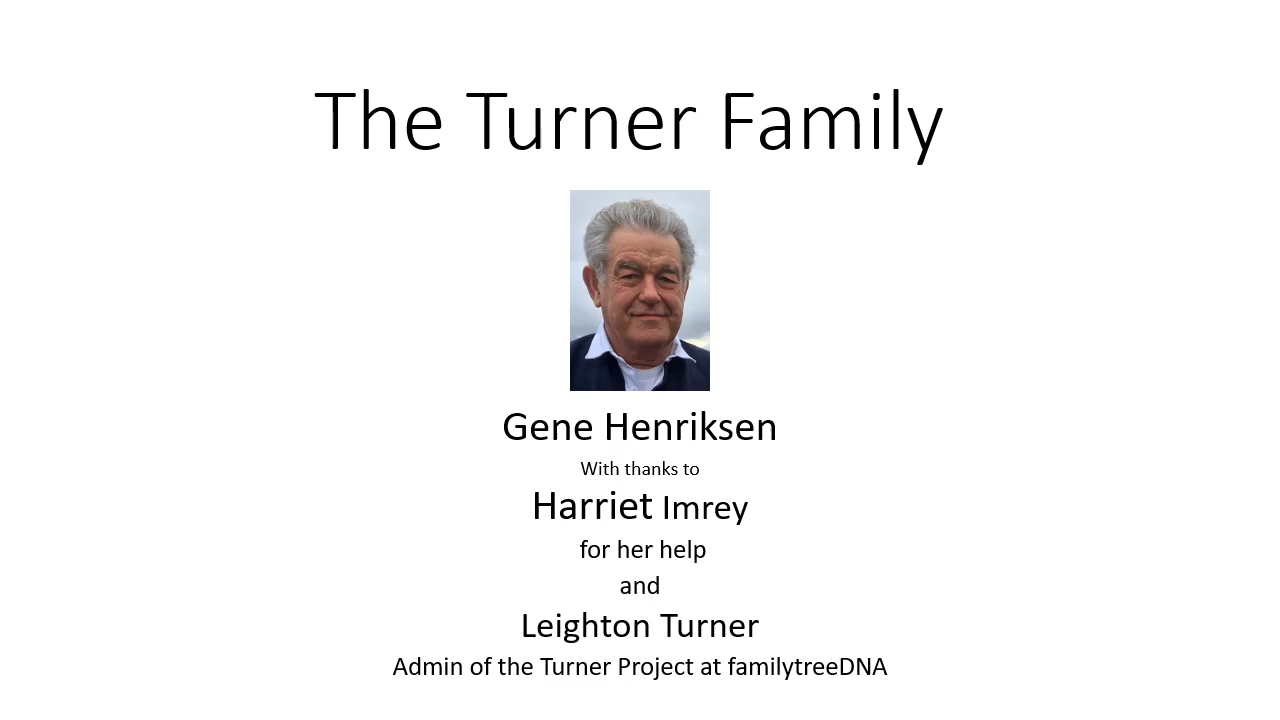 The Turner Family
Gene Henriksen
With thanks to
Harriet Imrey
for her help
and
Leighton Turner
Admin of the Turner Project at familytreeDNA